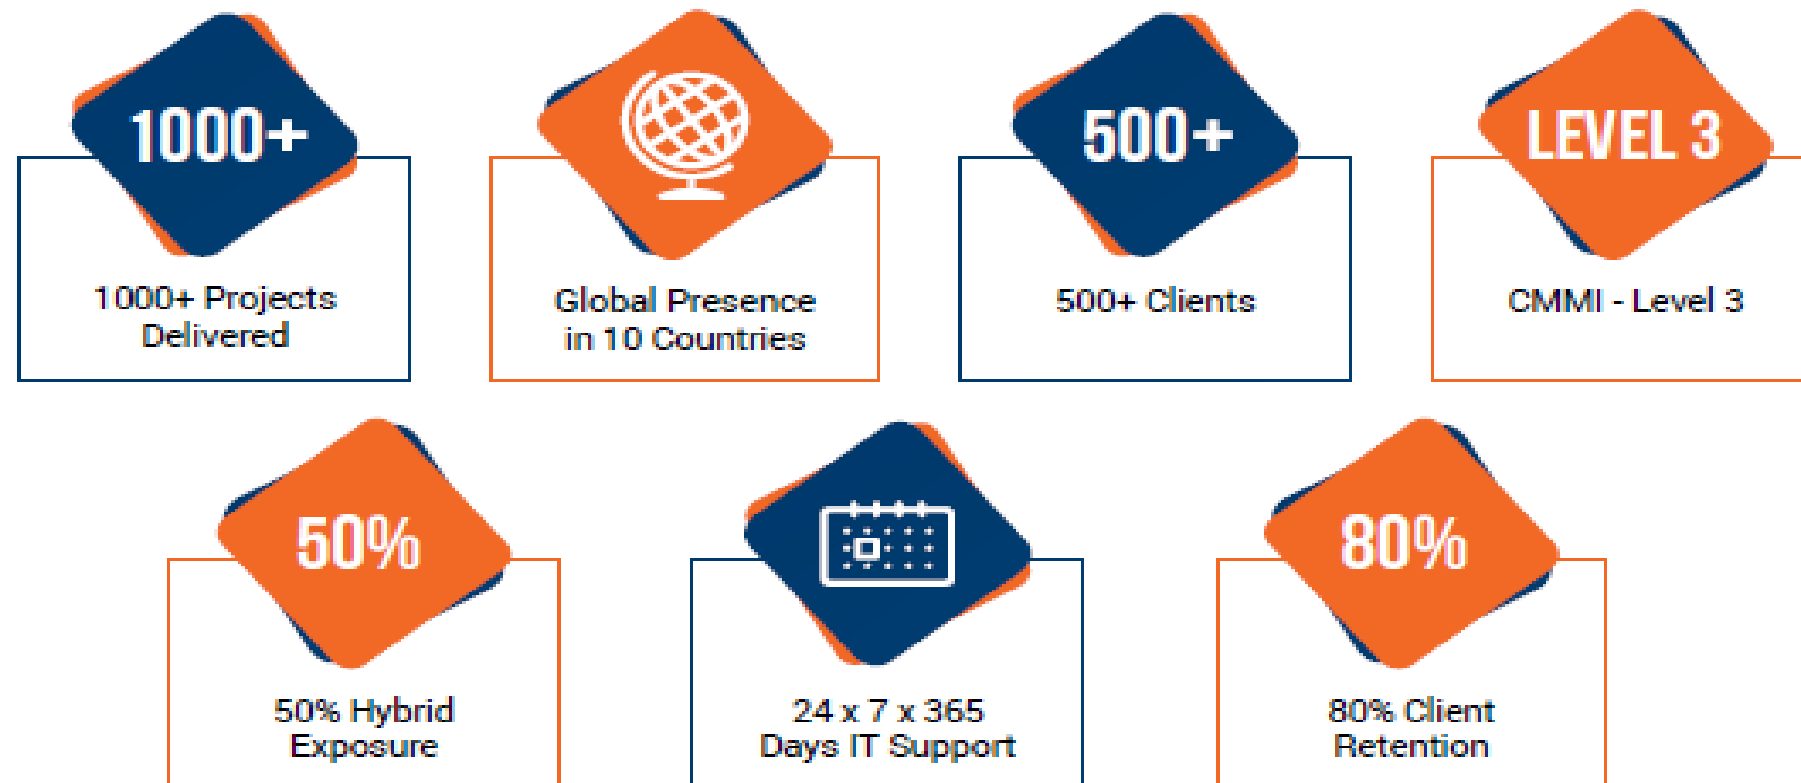 1000+
500+
LEVEL 3
1000+ Projects
Delivered
Global Presence
in 10 Countries
500+ Clients
CMMI - Level 3
50%
80%
50% Hybrid
Exposure
24 x 7 x 365
Days IT Support
80% Client
Retention